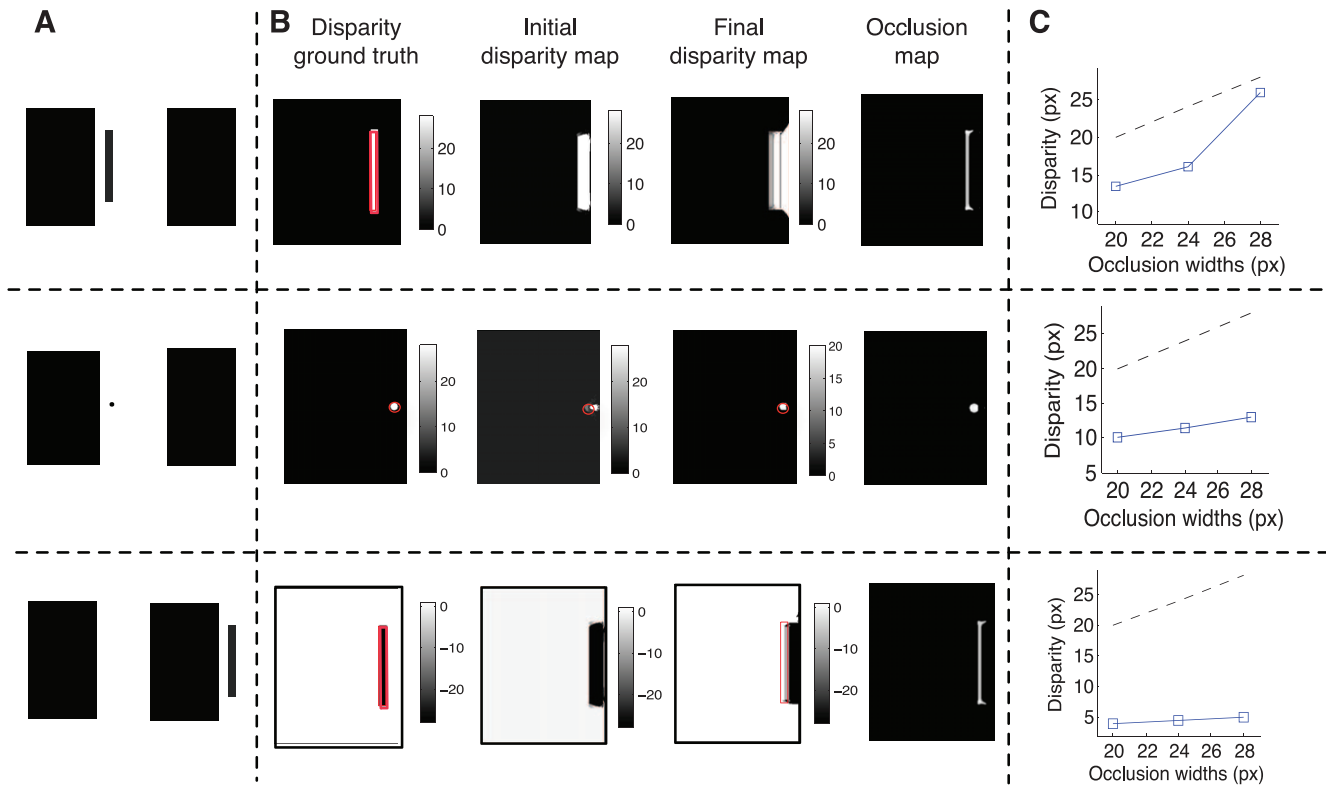 A
B
C
Disparity
ground truth
Initial
disparity map
Final
disparity map
Occlusion
map
20
10
0
20
10
0
20
10
0
Disparity (px)
25
20
15
10
20 22 24 26 28
Occlusion widths (px)
20
10
0
20
10
0
20
15
10
5
0
Disparity (px)
25
20
15
10
5
20 22 24 26 28
Occlusion widths (px)
0
−10
−20
0
−10
−20
0
−10
−20
Disparity (px)
25
20
15
10
5
20 22 24 26 28
Occlusion widths (px)